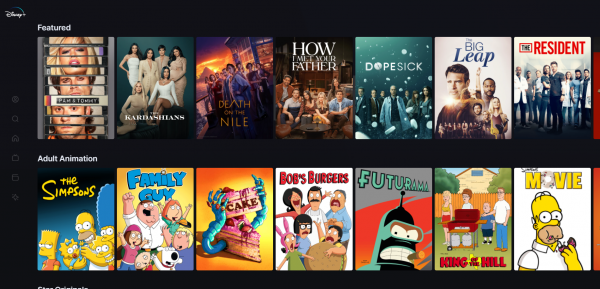 Disney+
Featured
PAM & TOMMY
THE
KARDASHIANS
DEATH
ON THE
NILE
HOW
I MET YOUR
FATHER
DOPESICK
THE
BIG
Leap
THE RESIDENT
Adult Animation
THE
SIMPSONS
FAMILY
GUY
CAKE
BOB'S BURGERS
FUTURAMA
KING OF THE HILL
THE
SIMPSONS
MOVIE
Star Originals